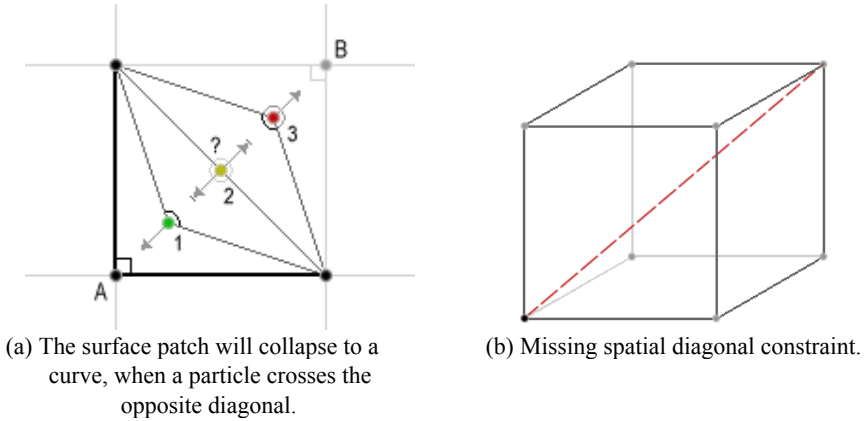 B
?
3
2
1
A
(a) The surface patch will collapse to a
curve, when a particle crosses the
opposite diagonal.
(b) Missing spatial diagonal constraint.